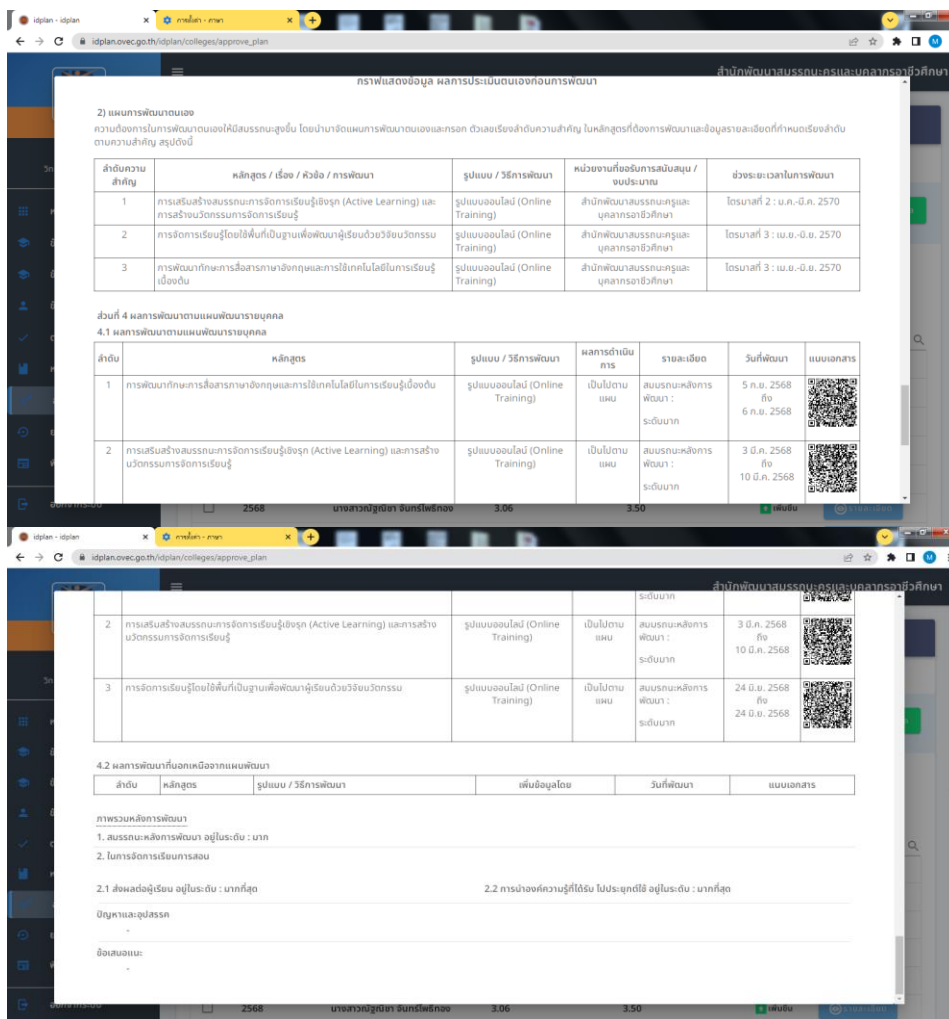 idplan - idplan
การตั้งค่า - ภาษา
idplan.ovec.go.th/idplan/colleges/approve_plan
สำนักพัฒนาสมรรถนะครูและบุคลากรอาชีวศึกษา
กราฟแสดงข้อมูล ผลการประเมินตนเองก่อนการพัฒนา
2) แผนการพัฒนาตนเอง
ความต้องการในการพัฒนาตนเองให้มีสมรรถนะสูงขึ้น โดยนำมาจัดแผนการพัฒนาตนเองและกรอก ตัวเลขเรียงลำดับความสำคัญ ในหลักสูตรที่ต้องการพัฒนาและข้อมูลรายละเอียดที่กำหนดเรียงลำดับ
ตามความสำคัญ สรุปดังนี้
ลำดับความสำคัญ หลักสูตร / เรื่อง / หัวข้อ / การพัฒนา รูปแบบ / วิธีการพัฒนา หน่วยงานที่ขอรับการสนับสนุน / งบประมาณ ช่วงระยะเวลาในการพัฒนา
1 การเสริมสร้างสมรรถนะการจัดการเรียนรู้เชิงรุก (Active Learning) และการสร้างนวัตกรรมการจัดการเรียนรู้ รูปแบบออนไลน์ (Online Training) สำนักพัฒนาสมรรถนะครูและบุคลากรอาชีวศึกษา ไตรมาสที่ 2 : ม.ค.-มี.ค. 2570
2 การจัดการเรียนรู้โดยใช้พื้นที่เป็นฐานเพื่อพัฒนาผู้เรียนด้วยวิจัยนวัตกรรม รูปแบบออนไลน์ (Online Training) สำนักพัฒนาสมรรถนะครูและบุคลากรอาชีวศึกษา ไตรมาสที่ 3 : เม.ย.-มิ.ย. 2570
3 การพัฒนาทักษะการสื่อสารภาษาอังกฤษและการใช้เทคโนโลยีในการเรียนรู้เบื้องต้น รูปแบบออนไลน์ (Online Training) สำนักพัฒนาสมรรถนะครูและบุคลากรอาชีวศึกษา ไตรมาสที่ 3 : เม.ย.-มิ.ย. 2570
ส่วนที่ 4 ผลการพัฒนาตามแผนพัฒนารายบุคคล
4.1 ผลการพัฒนาตามแผนพัฒนารายบุคคล
ลำดับ หลักสูตร รูปแบบ / วิธีการพัฒนา ผลการดำเนินการ รายละเอียด วันที่พัฒนา แนบเอกสาร
1 การพัฒนาทักษะการสื่อสารภาษาอังกฤษและการใช้เทคโนโลยีในการเรียนรู้เบื้องต้น รูปแบบออนไลน์ (Online Training) เป็นไปตามแผน สมรรถนะหลังการพัฒนา : ระดับมาก 5 ก.ย. 2568 ถึง 6 ก.ย. 2568
2 การเสริมสร้างสมรรถนะการจัดการเรียนรู้เชิงรุก (Active Learning) และการสร้างนวัตกรรมการจัดการเรียนรู้ รูปแบบออนไลน์ (Online Training) เป็นไปตามแผน สมรรถนะหลังการพัฒนา : ระดับมาก 3 มี.ค. 2568 ถึง 10 มี.ค. 2568
ออกจากระบบ
2568 นางสาวณัฐณิชา จันทร์โพธิ์ทอง 3.06 3.50 เพิ่มขึ้น รายละเอียด
idplan - idplan
การตั้งค่า - ภาษา
idplan.ovec.go.th/idplan/colleges/approve_plan
สำนักพัฒนาสมรรถนะครูและบุคลากรอาชีวศึกษา
ระดับมาก
2 การเสริมสร้างสมรรถนะการจัดการเรียนรู้เชิงรุก (Active Learning) และการสร้างนวัตกรรมการจัดการเรียนรู้ รูปแบบออนไลน์ (Online Training) เป็นไปตามแผน สมรรถนะหลังการพัฒนา : ระดับมาก 3 มี.ค. 2568 ถึง 10 มี.ค. 2568
3 การจัดการเรียนรู้โดยใช้พื้นที่เป็นฐานเพื่อพัฒนาผู้เรียนด้วยวิจัยนวัตกรรม รูปแบบออนไลน์ (Online Training) เป็นไปตามแผน สมรรถนะหลังการพัฒนา : ระดับมาก 24 มิ.ย. 2568 ถึง 24 มิ.ย. 2568
4.2 ผลการพัฒนาที่นอกเหนือจากแผนพัฒนา
ลำดับ หลักสูตร รูปแบบ / วิธีการพัฒนา เพิ่มข้อมูลโดย วันที่พัฒนา แนบเอกสาร
ภาพรวมหลังการพัฒนา
1. สมรรถนะหลังการพัฒนา อยู่ในระดับ : มาก
2. ในการจัดการเรียนการสอน
2.1 ส่งผลต่อผู้เรียน อยู่ในระดับ : มากที่สุด 2.2 การนำองค์ความรู้ที่ได้รับ ไปประยุกต์ใช้ อยู่ในระดับ : มากที่สุด
ปัญหาและอุปสรรค
-
ข้อเสนอแนะ
-
ออกจากระบบ
2568 นางสาวณัฐณิชา จันทร์โพธิ์ทอง 3.06 3.50 เพิ่มขึ้น รายละเอียด